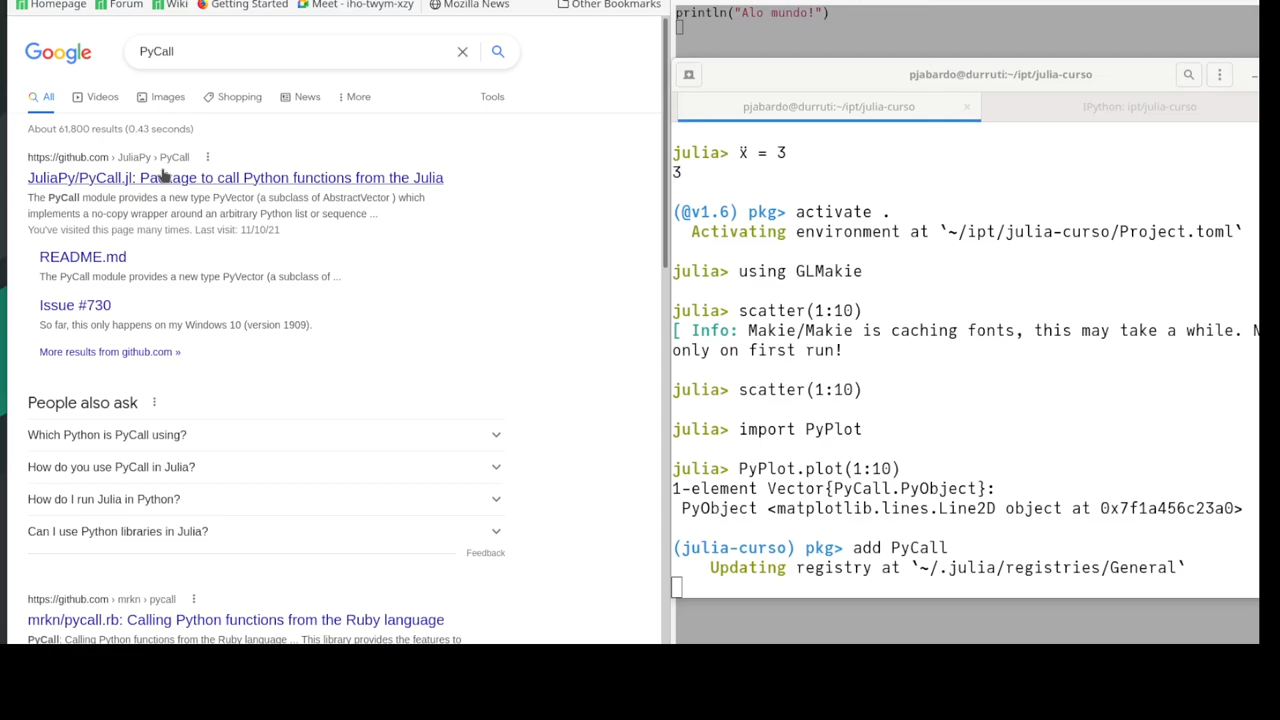 Homepage Forum Wiki Getting Started Meet - iho-twym-xzy Mozilla News Other Bookmarks
Google
PyCall
All Videos Images Shopping News More Tools
About 61,800 results (0.43 seconds)
https://github.com › JuliaPy › PyCall
JuliaPy/PyCall.jl: Package to call Python functions from the Julia
The PyCall module provides a new type PyVector (a subclass of AbstractVector ) which
implements a no-copy wrapper around an arbitrary Python list or sequence ...
You've visited this page many times. Last visit: 11/10/21
README.md
The PyCall module provides a new type PyVector (a subclass of ...
Issue #730
So far, this only happens on my Windows 10 (version 1909).
More results from github.com »
People also ask
Which Python is PyCall using?
How do you use PyCall in Julia?
How do I run Julia in Python?
Can I use Python libraries in Julia?
Feedback
https://github.com › mrkn › pycall
mrkn/pycall.rb: Calling Python functions from the Ruby language
PyCall: Calling Python functions from the Ruby language ... This library provides the features to
println("Alo mundo!")
pjabardo@durruti:~/ipt/julia-curso
pjabardo@durruti:~/ipt/julia-curso × IPython: ipt/julia-curso
julia> ẍ = 3
3
(@v1.6) pkg> activate .
Activating environment at `~/ipt/julia-curso/Project.toml`
julia> using GLMakie
julia> scatter(1:10)
[ Info: Makie/Makie is caching fonts, this may take a while. N
only on first run!
julia> scatter(1:10)
julia> import PyPlot
julia> PyPlot.plot(1:10)
1-element Vector{PyCall.PyObject}:
PyObject <matplotlib.lines.Line2D object at 0x7f1a456c23a0>
(julia-curso) pkg> add PyCall
Updating registry at `~/.julia/registries/General`